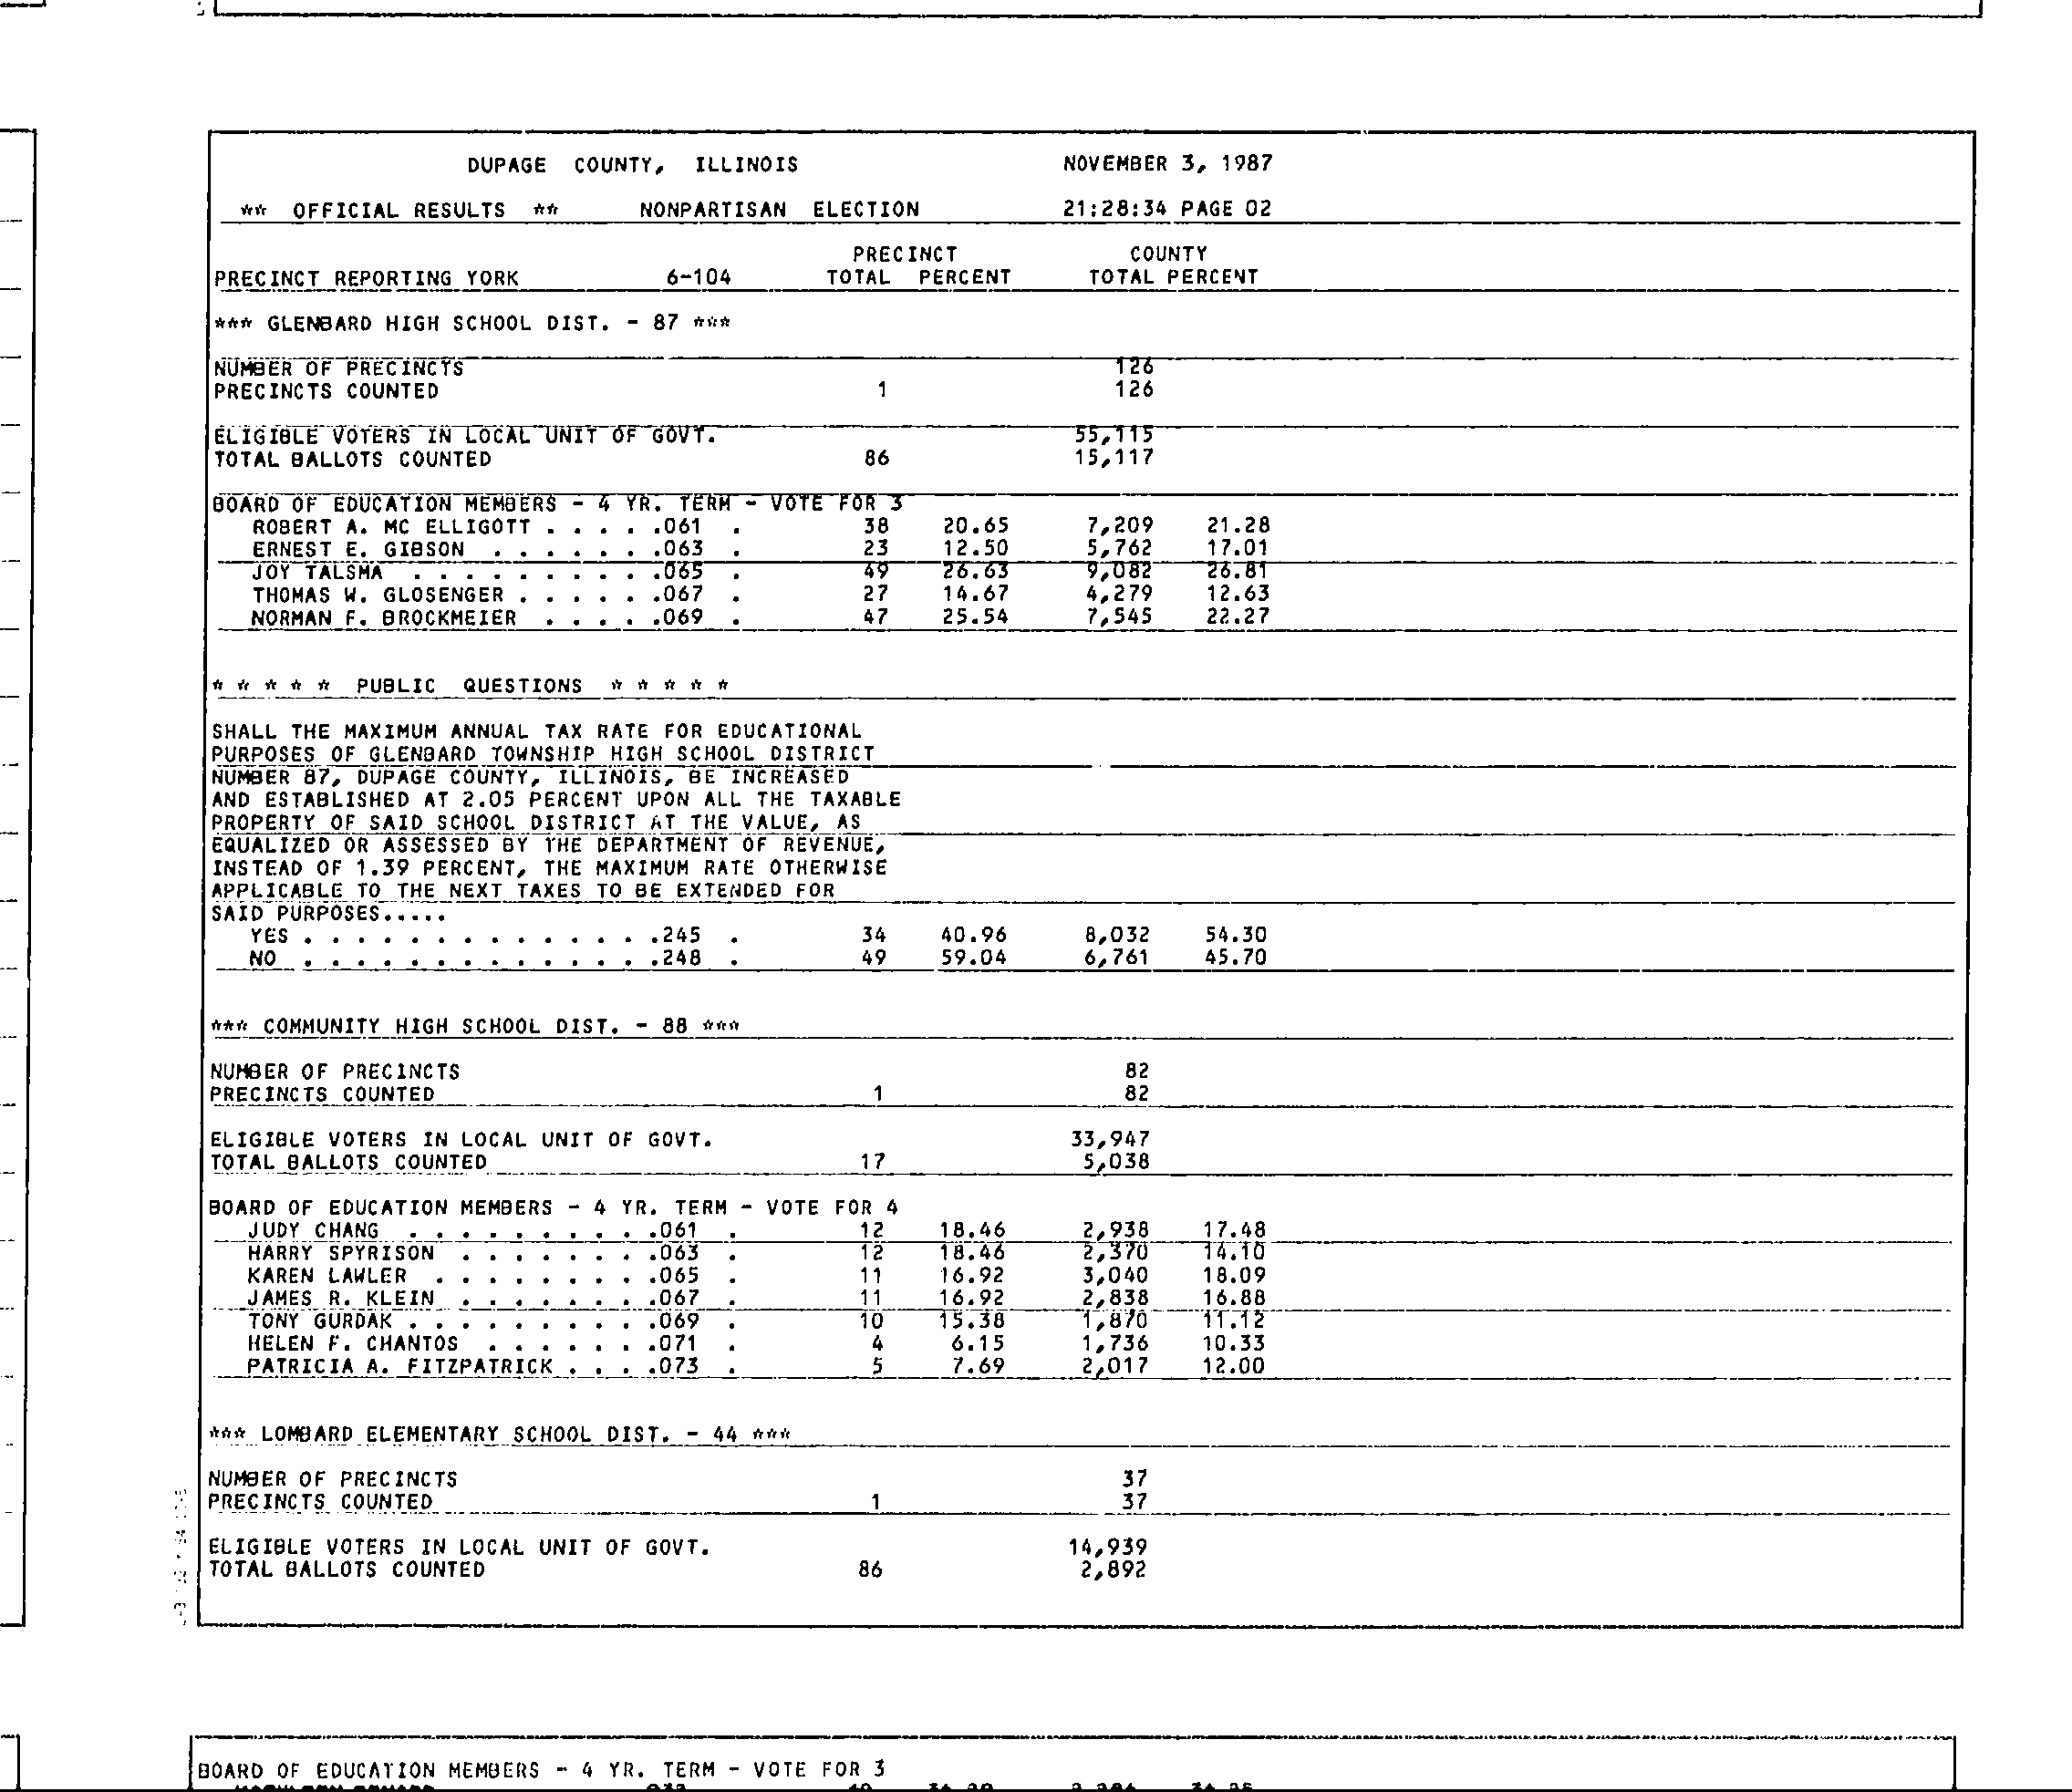 DUPAGE COUNTY, ILLINOIS NOVEMBER 3, 1987
** OFFICIAL RESULTS ** NONPARTISAN ELECTION 21:28:34 PAGE 02
PRECINCT COUNTY
PRECINCT REPORTING YORK 6-104 TOTAL PERCENT TOTAL PERCENT
*** GLENBARD HIGH SCHOOL DIST. - 87 ***
NUMBER OF PRECINCTS 126
PRECINCTS COUNTED 1 126
ELIGIBLE VOTERS IN LOCAL UNIT OF GOVT. 55,115
TOTAL BALLOTS COUNTED 86 15,117
BOARD OF EDUCATION MEMBERS - 4 YR. TERM - VOTE FOR 3
ROBERT A. MC ELLIGOTT . . . . .061 . 38 20.65 7,209 21.28
ERNEST E. GIBSON . . . . . . .063 . 23 12.50 5,762 17.01
JOY TALSMA . . . . . . . . . .065 . 49 26.63 9,082 26.81
THOMAS W. GLOSENGER . . . . . .067 . 27 14.67 4,279 12.63
NORMAN F. BROCKMEIER . . . . .069 . 47 25.54 7,545 22.27
* * * * * PUBLIC QUESTIONS * * * * *
SHALL THE MAXIMUM ANNUAL TAX RATE FOR EDUCATIONAL
PURPOSES OF GLENBARD TOWNSHIP HIGH SCHOOL DISTRICT
NUMBER 87, DUPAGE COUNTY, ILLINOIS, BE INCREASED
AND ESTABLISHED AT 2.05 PERCENT UPON ALL THE TAXABLE
PROPERTY OF SAID SCHOOL DISTRICT AT THE VALUE, AS
EQUALIZED OR ASSESSED BY THE DEPARTMENT OF REVENUE,
INSTEAD OF 1.39 PERCENT, THE MAXIMUM RATE OTHERWISE
APPLICABLE TO THE NEXT TAXES TO BE EXTENDED FOR
SAID PURPOSES.....
YES . . . . . . . . . . . . . .245 . 34 40.96 8,032 54.30
NO . . . . . . . . . . . . . .248 . 49 59.04 6,761 45.70
*** COMMUNITY HIGH SCHOOL DIST. - 88 ***
NUMBER OF PRECINCTS 82
PRECINCTS COUNTED 1 82
ELIGIBLE VOTERS IN LOCAL UNIT OF GOVT. 33,947
TOTAL BALLOTS COUNTED 17 5,038
BOARD OF EDUCATION MEMBERS - 4 YR. TERM - VOTE FOR 4
JUDY CHANG . . . . . . . . . .061 . 12 18.46 2,938 17.48
HARRY SPYRISON . . . . . . . .063 . 12 18.46 2,370 14.10
KAREN LAWLER . . . . . . . . .065 . 11 16.92 3,040 18.09
JAMES R. KLEIN . . . . . . . .067 . 11 16.92 2,838 16.88
TONY GURDAK . . . . . . . . . .069 . 10 15.38 1,870 11.12
HELEN F. CHANTOS . . . . . . .071 . 4 6.15 1,736 10.33
PATRICIA A. FITZPATRICK . . . .073 . 5 7.69 2,017 12.00
*** LOMBARD ELEMENTARY SCHOOL DIST. - 44 ***
NUMBER OF PRECINCTS 37
PRECINCTS COUNTED 1 37
ELIGIBLE VOTERS IN LOCAL UNIT OF GOVT. 14,939
TOTAL BALLOTS COUNTED 86 2,892
BOARD OF EDUCATION MEMBERS - 4 YR. TERM - VOTE FOR 3